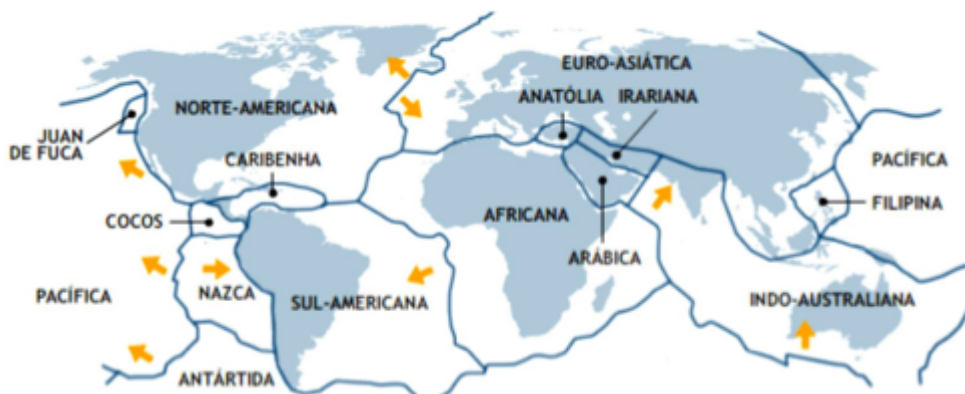 EURO-ASIÁTICA
NORTE-AMERICANA
ANATÓLIA
IRARIANA
JUAN
DE FUCA
CARIBENHA
PACÍFICA
COCOS
AFRICANA
FILIPINA
ARÁBICA
PACÍFICA
NAZCA
SUL-AMERICANA
INDO-AUSTRALIANA
ANTÁRTIDA